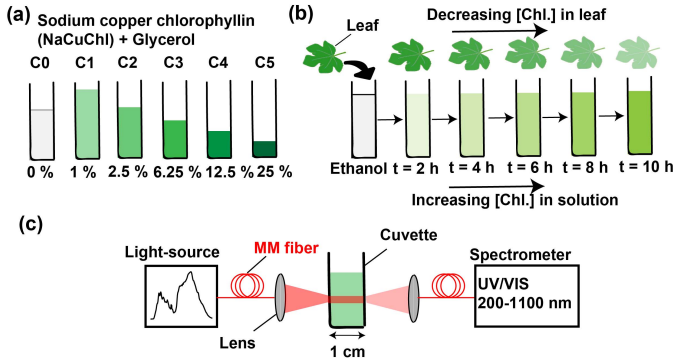 (a)
Sodium copper chlorophyllin
(NaCuChl) + Glycerol
C0 C1 C2 C3 C4 C5
0 % 1 % 2.5 % 6.25 % 12.5 % 25 %
(b)
Decreasing [Chl.] in leaf
Leaf
Ethanol t = 2 h t = 4 h t = 6 h t = 8 h t = 10 h
Increasing [Chl.] in solution
(c)
Light-source
MM fiber
Lens
Cuvette
1 cm
Spectrometer
UV/VIS
200-1100 nm